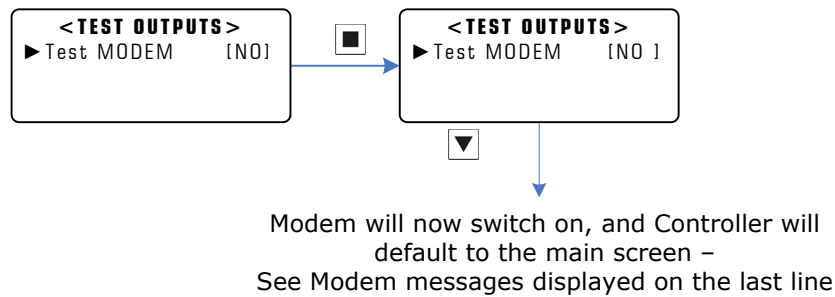 <TEST OUTPUTS>
▶Test MODEM [NO]
■
<TEST OUTPUTS>
▶Test MODEM [NO ]
▼
Modem will now switch on, and Controller will
default to the main screen –
See Modem messages displayed on the last line